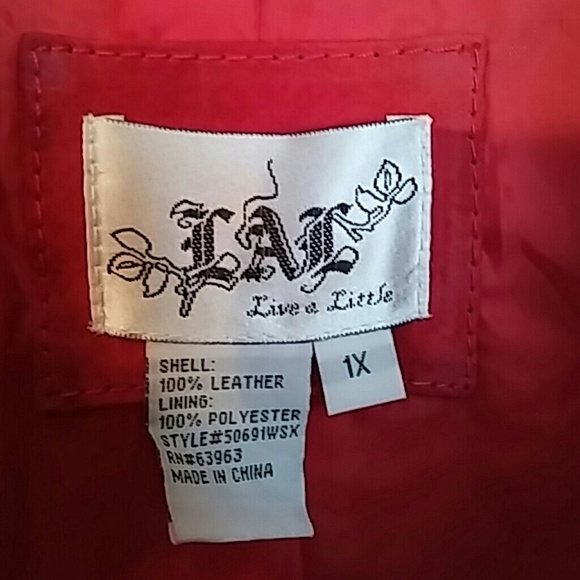 LAL
Live a Little
SHELL:
100% LEATHER
LINING:
100% POLYESTER
STYLE#50691WSX
RN#63963
MADE IN CHINA
1X